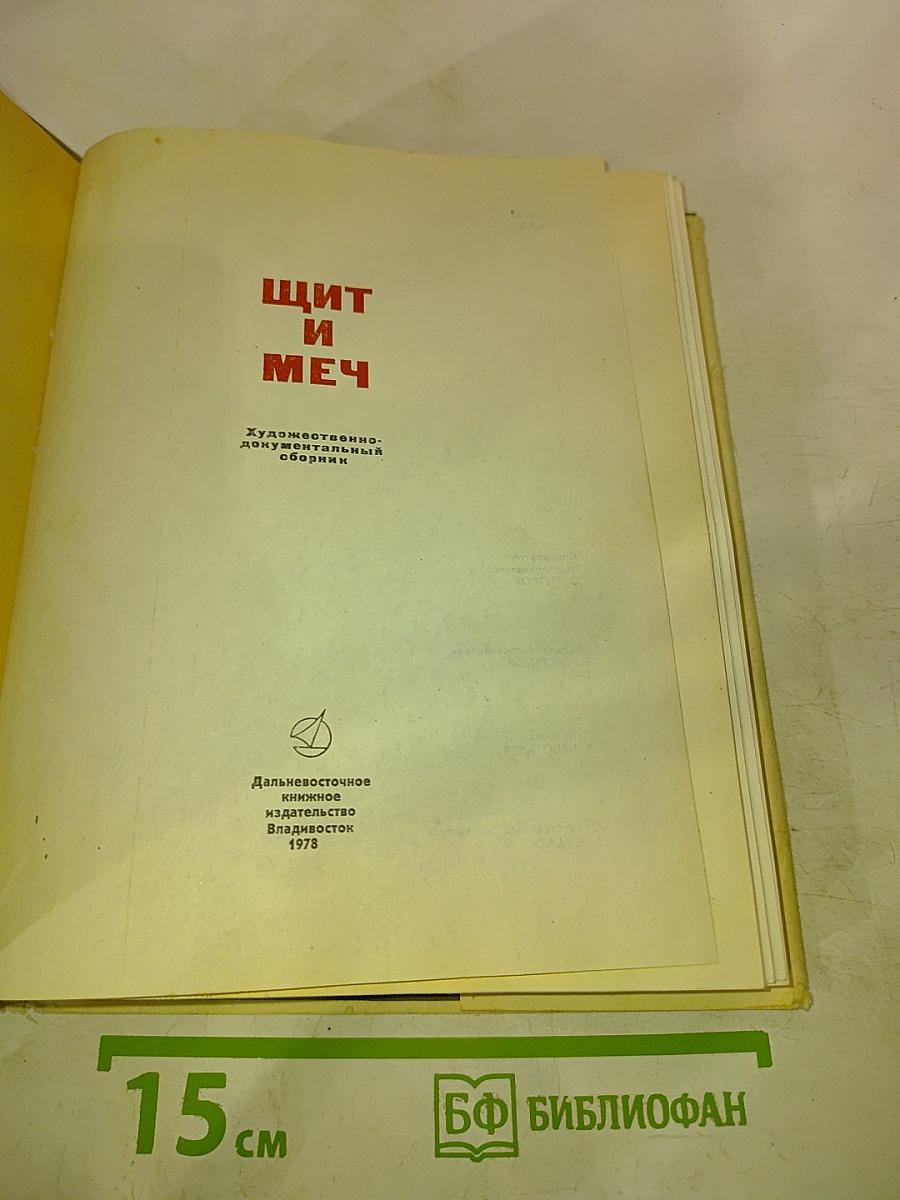 ЩИТ
И
МЕЧ
Художественно-
документальный
сборник
Дальневосточное
книжное
издательство
Владивосток
1978
15 см
БФ БИБЛИОФАН